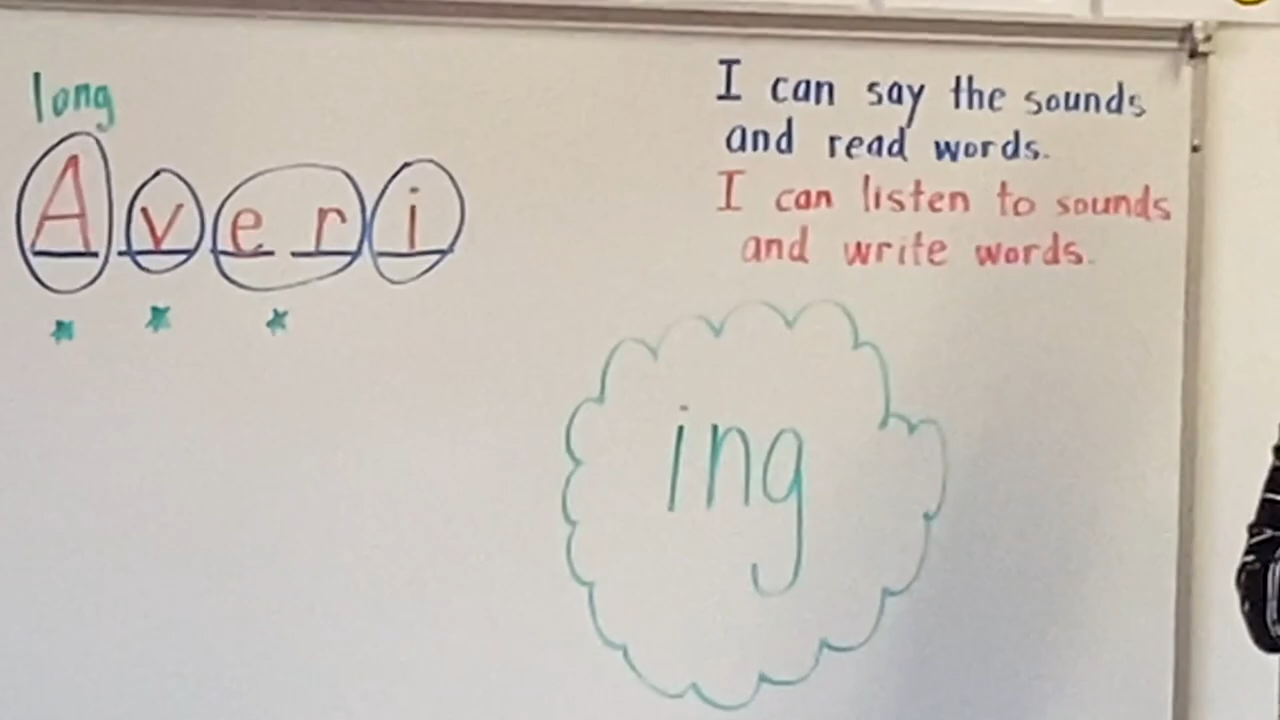 long
Averi
I can say the sounds
and read words.
I can listen to sounds
and write words.
ing